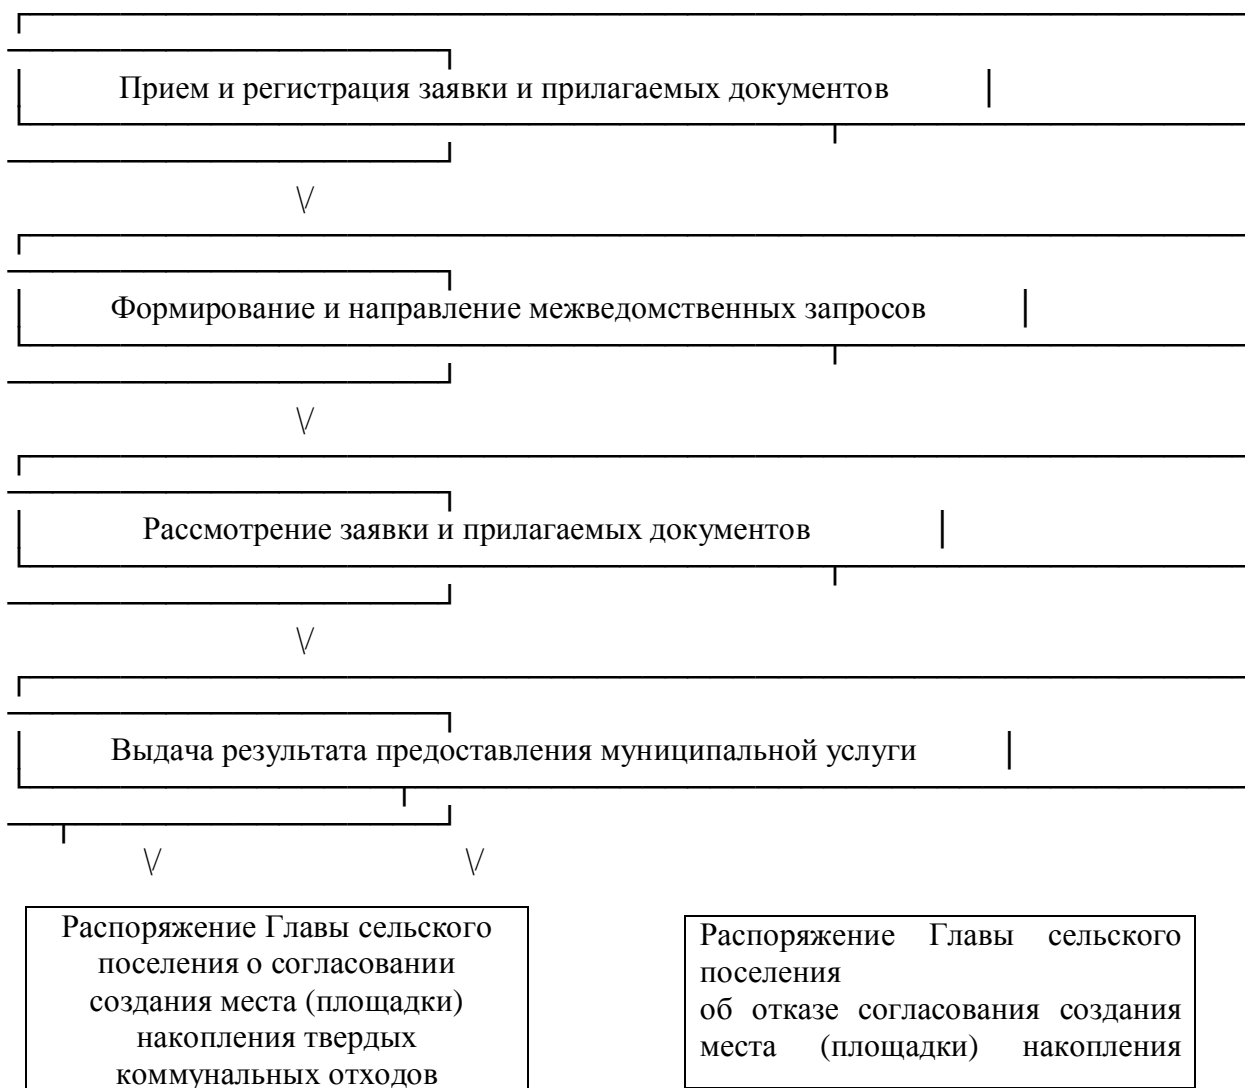 Прием и регистрация заявки и прилагаемых документов
Формирование и направление межведомственных запросов
Рассмотрение заявки и прилагаемых документов
Выдача результата предоставления муниципальной услуги
Распоряжение Главы сельского
поселения о согласовании
создания места (площадки)
накопления твердых
коммунальных отходов
Распоряжение Главы сельского
поселения
об отказе согласования создания
места (площадки) накопления